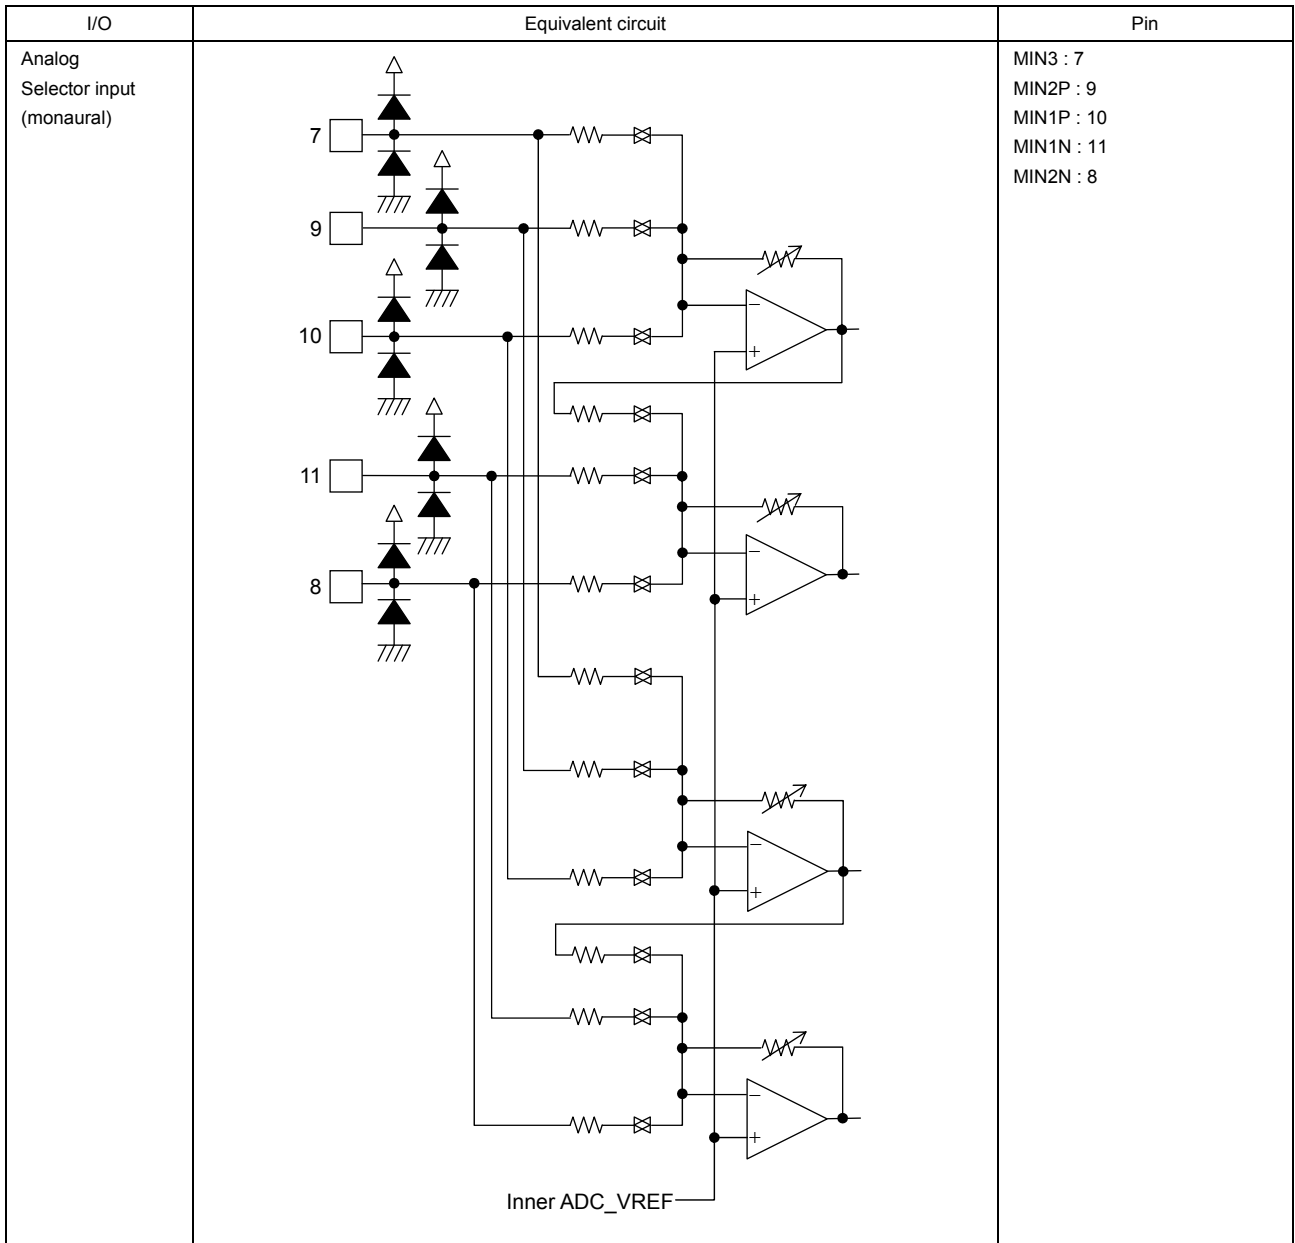 I/O
Equivalent circuit
Pin
Analog
Selector input
(monaural)
7
9
10
11
8
−
+
−
+
−
+
−
+
Inner ADC_VREF
MIN3 : 7
MIN2P : 9
MIN1P : 10
MIN1N : 11
MIN2N : 8